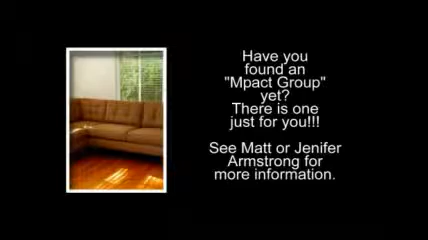 Have you
found an
"Mpact Group"
yet?
There is one
just for you!!!
See Matt or Jenifer
Armstrong for
more information.